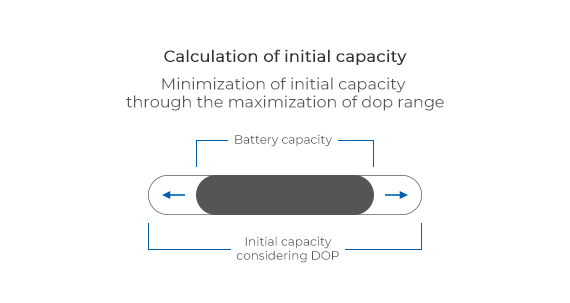 Calculation of initial capacity
Minimization of initial capacity
through the maximization of dop range
Battery capacity
Initial capacity
considering DOP